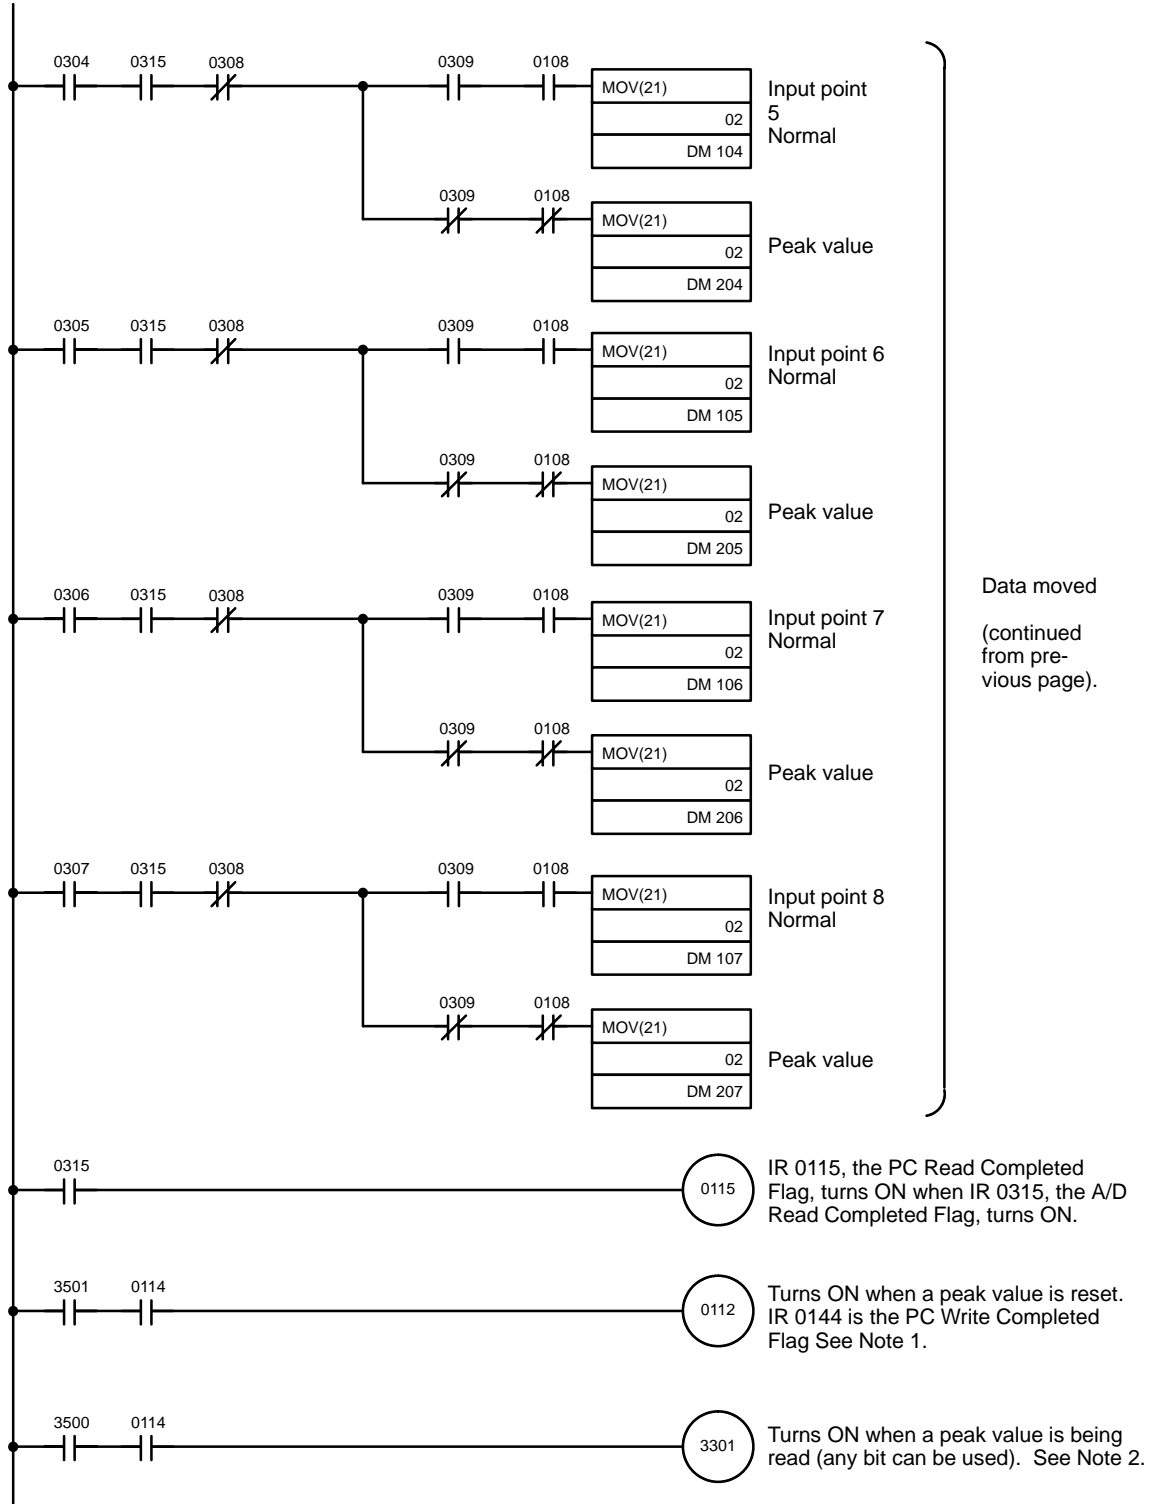 0304 0315 0308 0309 0108
MOV(21)
02
DM 104
Input point
5
Normal
0309 0108
MOV(21)
02
DM 204
Peak value
0305 0315 0308 0309 0108
MOV(21)
02
DM 105
Input point 6
Normal
0309 0108
MOV(21)
02
DM 205
Peak value
0306 0315 0308 0309 0108
MOV(21)
02
DM 106
Input point 7
Normal
0309 0108
MOV(21)
02
DM 206
Peak value
0307 0315 0308 0309 0108
MOV(21)
02
DM 107
Input point 8
Normal
0309 0108
MOV(21)
02
DM 207
Peak value
Data moved
(continued
from pre-
vious page).
0315
0115
IR 0115, the PC Read Completed
Flag, turns ON when IR 0315, the A/D
Read Completed Flag, turns ON.
3501 0114
0112
Turns ON when a peak value is reset.
IR 0144 is the PC Write Completed
Flag See Note 1.
3500 0114
3301
Turns ON when a peak value is being
read (any bit can be used). See Note 2.